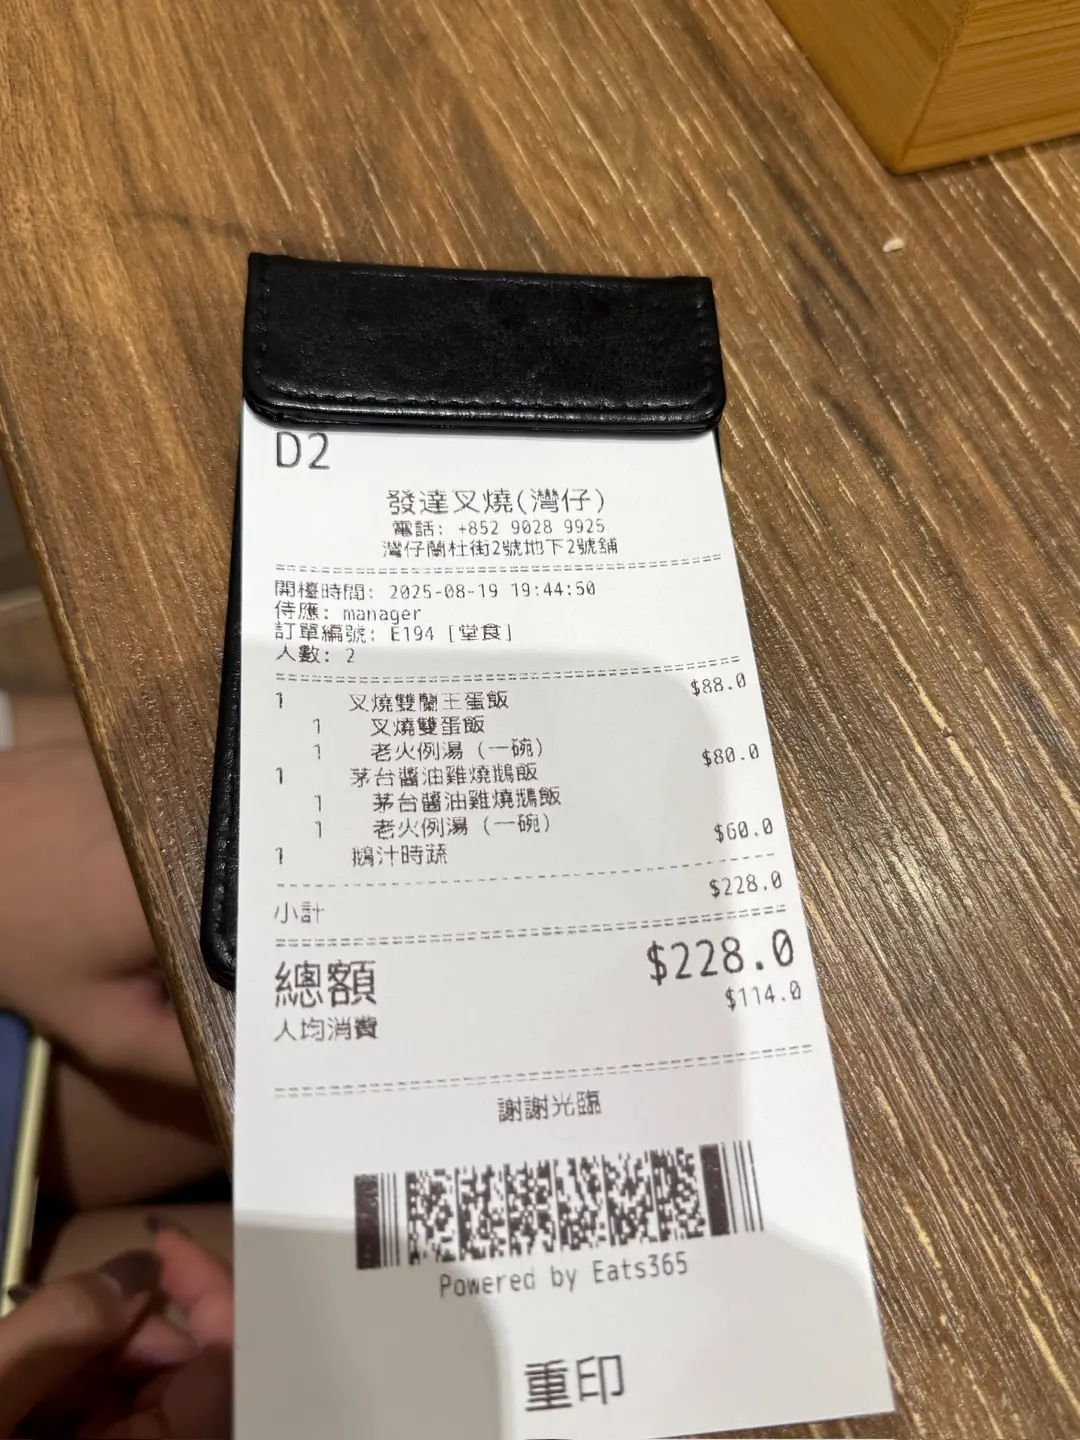 D2
發達叉燒(灣仔)
電話: +852 9028 9925
灣仔蘭杜街2號地下2號舖
開檯時間: 2025-08-19 19:44:50
侍應: manager
訂單編號: E194 [堂食]
人數: 2
1 叉燒雙蘭王蛋飯 $88.0
1 叉燒雙蛋飯
1 老火例湯 (一碗)
1 茅台醬油雞燒鵝飯 $80.0
1 茅台醬油雞燒鵝飯
1 老火例湯 (一碗)
1 鵝汁時蔬 $60.0
小計 $228.0
總額 $228.0
人均消費 $114.0
謝謝光臨
Powered by Eats365
重印